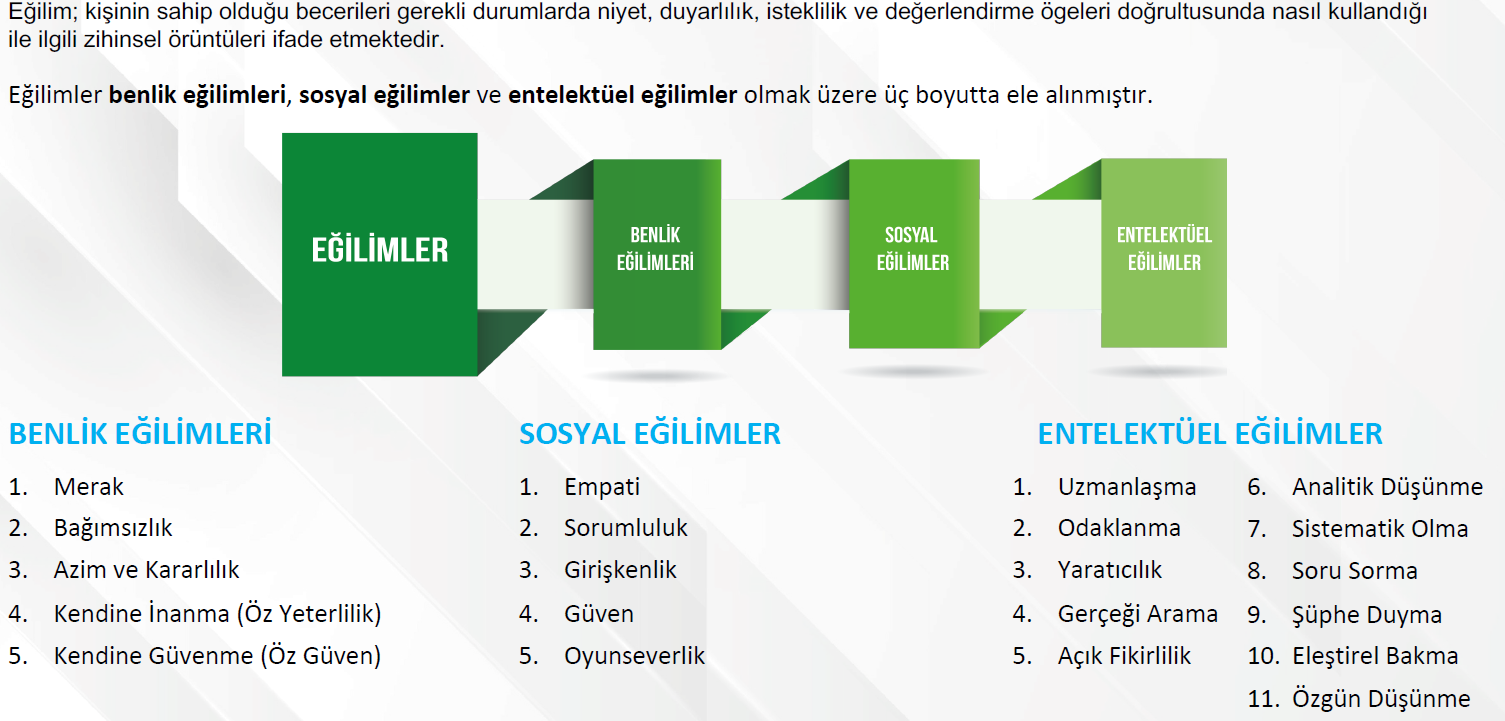 Eğilim; kişinin sahip olduğu becerileri gerekli durumlarda niyet, duyarlılık, isteklilik ve değerlendirme ögeleri doğrultusunda nasıl kullandığı
ile ilgili zihinsel örüntüleri ifade etmektedir.
Eğilimler benlik eğilimleri, sosyal eğilimler ve entelektüel eğilimler olmak üzere üç boyutta ele alınmıştır.
EĞİLİMLER
BENLİK
EĞİLİMLERİ
SOSYAL
EĞİLİMLER
ENTELEKTÜEL
EĞİLİMLER
BENLİK EĞİLİMLERİ
1. Merak
2. Bağımsızlık
3. Azim ve Kararlılık
4. Kendine İnanma (Öz Yeterlilik)
5. Kendine Güvenme (Öz Güven)
SOSYAL EĞİLİMLER
1. Empati
2. Sorumluluk
3. Girişkenlik
4. Güven
5. Oyunseverlik
ENTELEKTÜEL EĞİLİMLER
1. Uzmanlaşma
2. Odaklanma
3. Yaratıcılık
4. Gerçeği Arama
5. Açık Fikirlilik
6. Analitik Düşünme
7. Sistematik Olma
8. Soru Sorma
9. Şüphe Duyma
10. Eleştirel Bakma
11. Özgün Düşünme